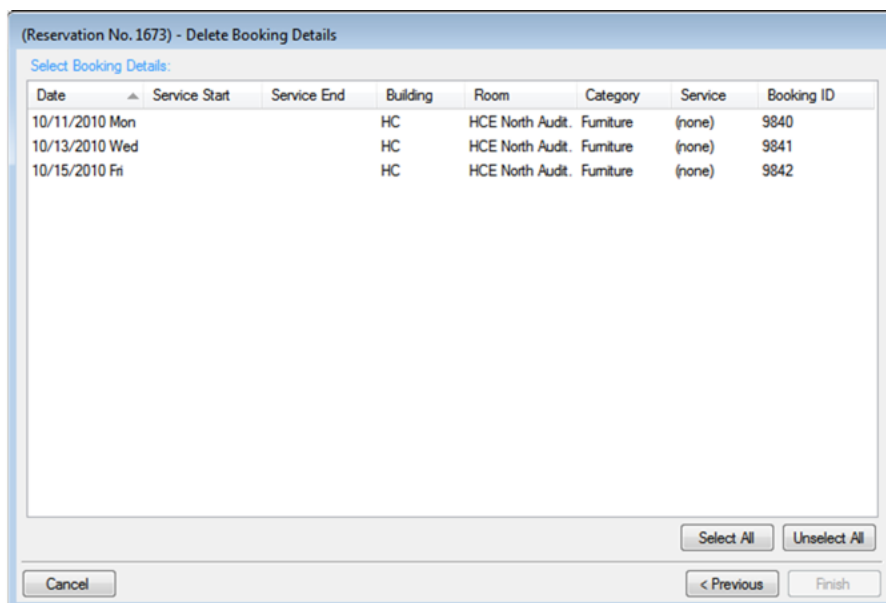 (Reservation No. 1673) - Delete Booking Details
Select Booking Details:
Date Service Start Service End Building Room Category Service Booking ID
10/11/2010 Mon HC HCE North Audit. Furniture (none) 9840
10/13/2010 Wed HC HCE North Audit. Furniture (none) 9841
10/15/2010 Fri HC HCE North Audit. Furniture (none) 9842
Select All Unselect All
Cancel < Previous Finish